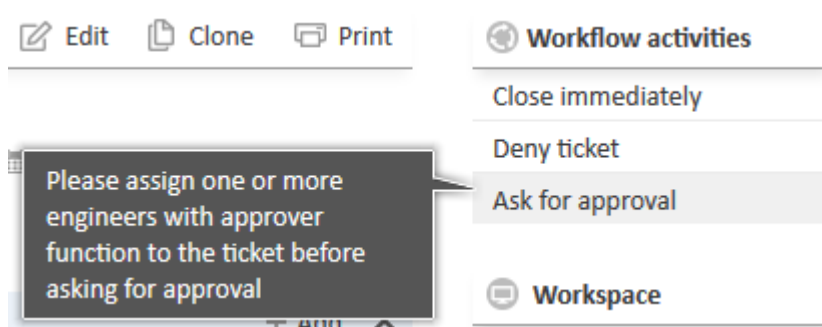 Edit Clone Print
Workflow activities
Close immediately
Deny ticket
Ask for approval
Please assign one or more
engineers with approver
function to the ticket before
asking for approval
Workspace